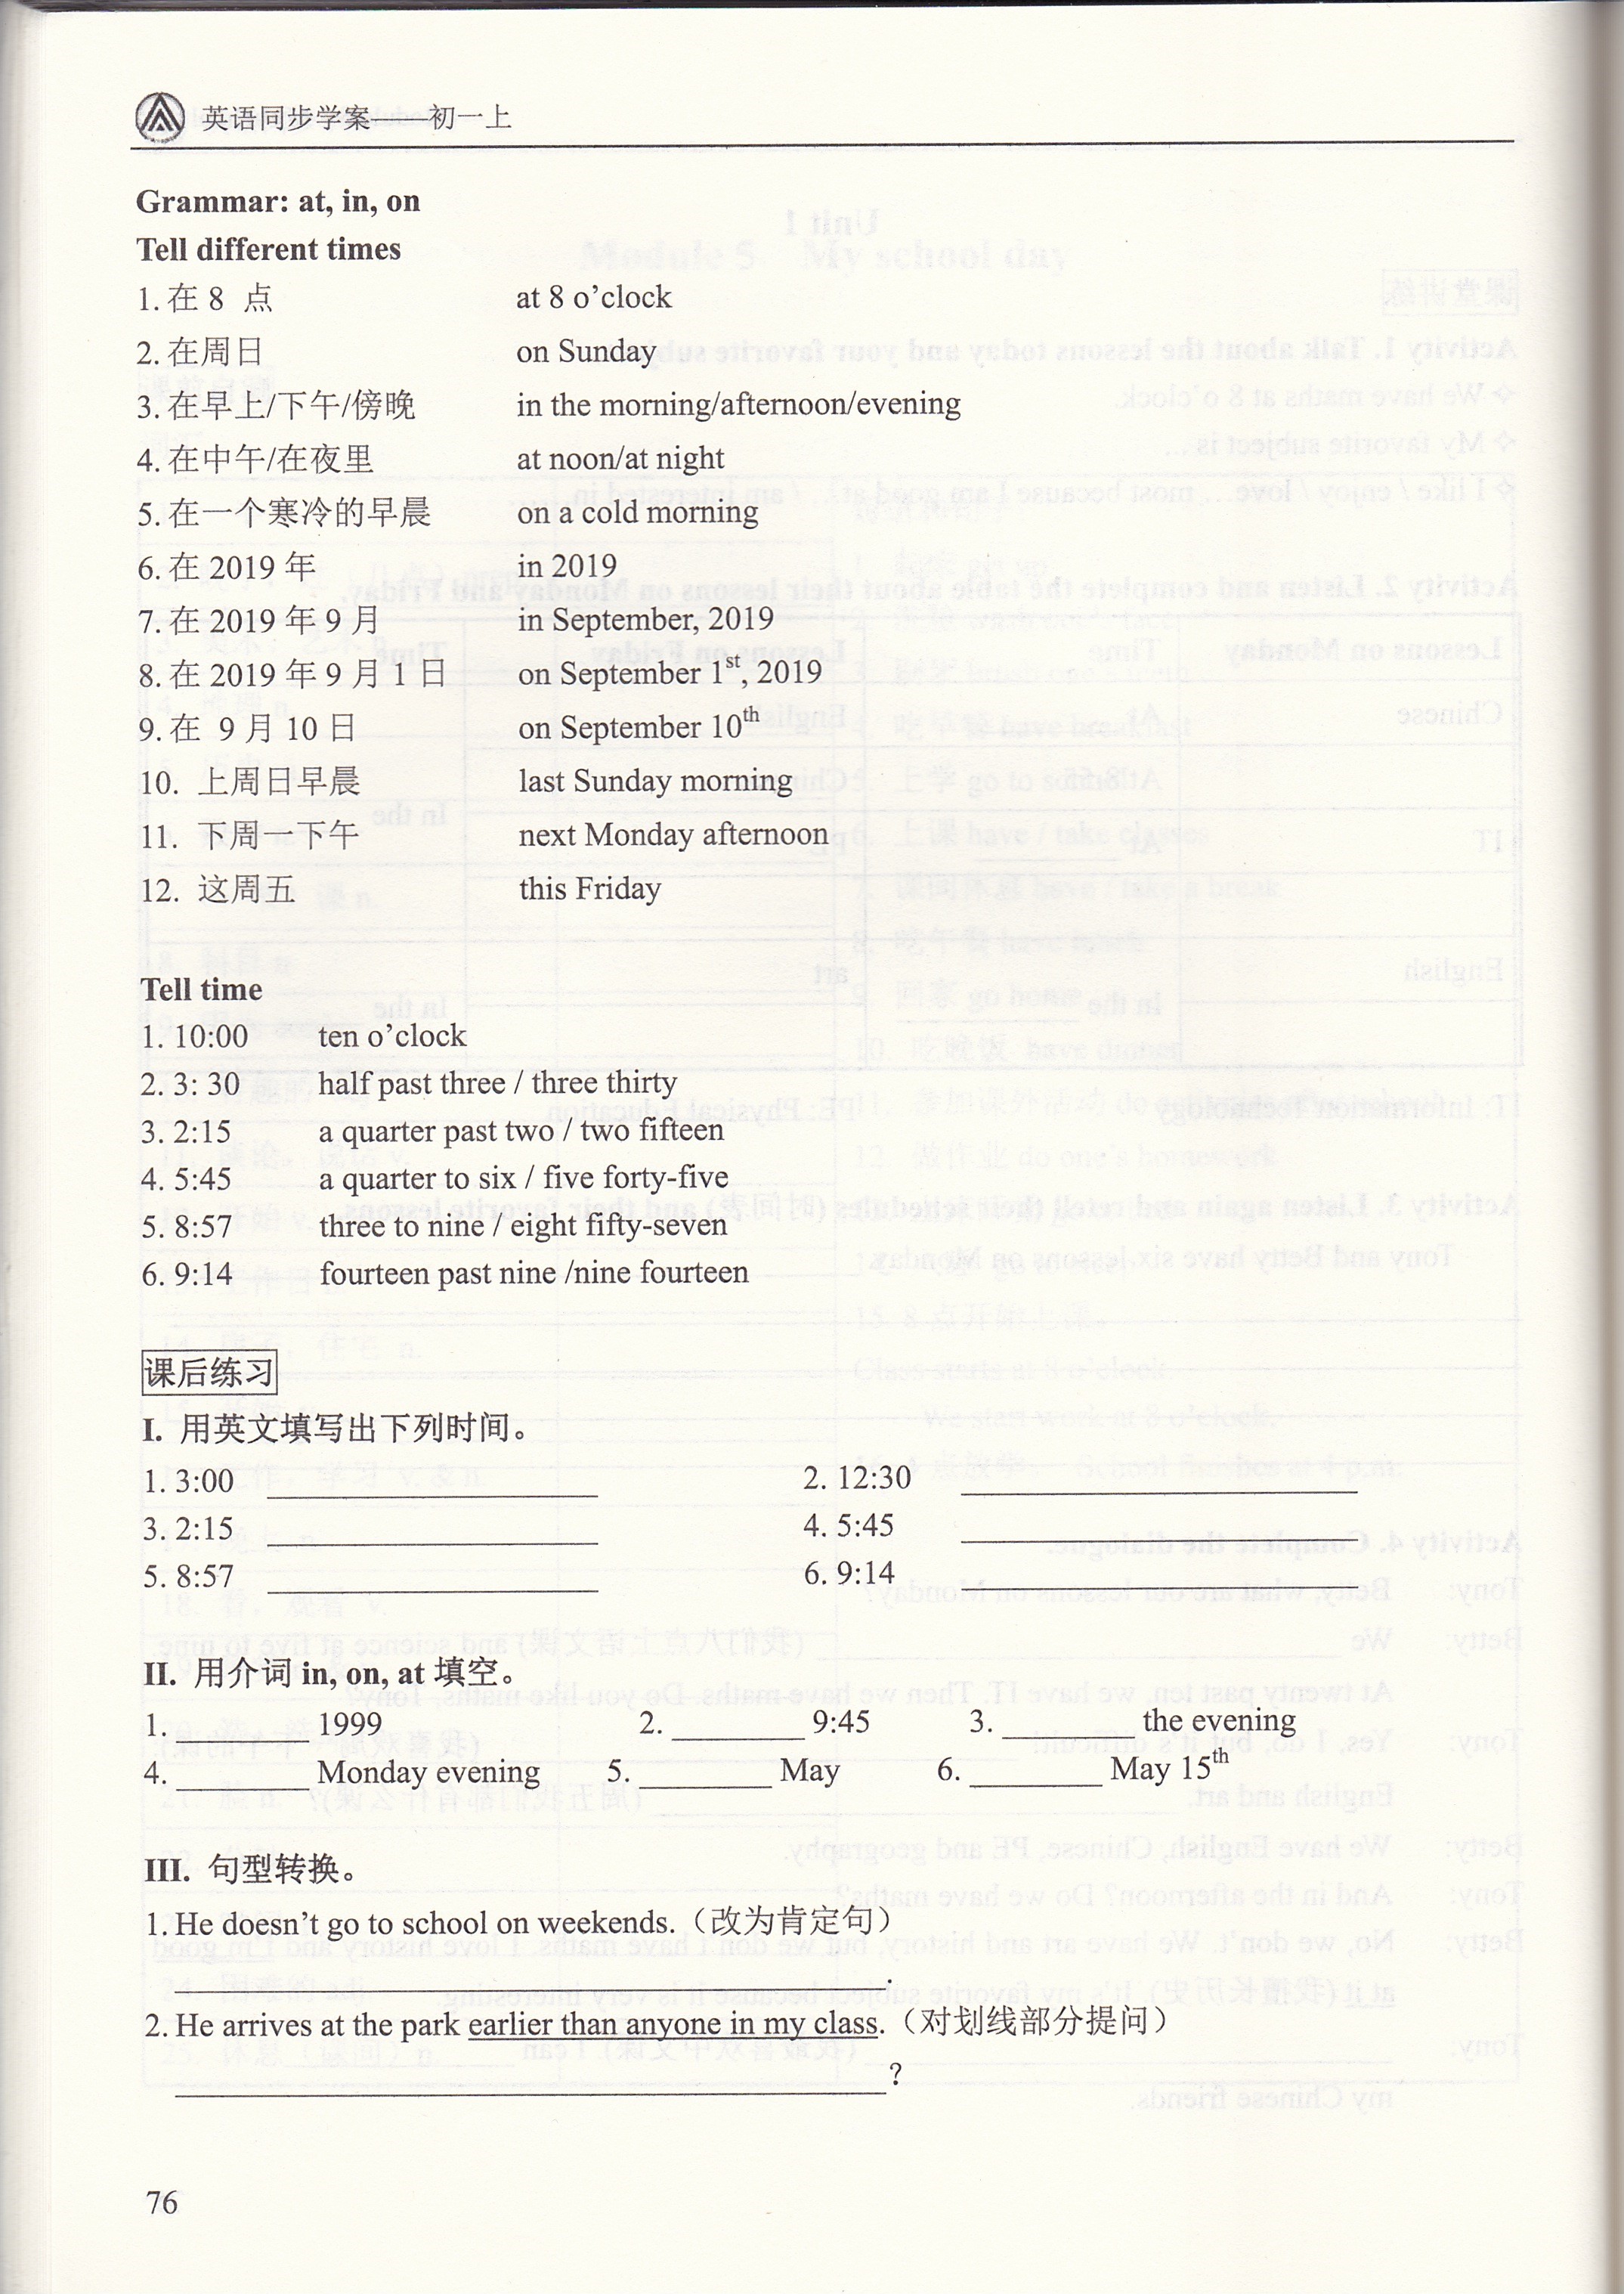 英语同步学案——初一上
Grammar: at, in, on
Tell different times
1. 在 8 点 at 8 o’clock
2. 在周日 on Sunday
3. 在早上/下午/傍晚 in the morning/afternoon/evening
4. 在中午/在夜里 at noon/at night
5. 在一个寒冷的早晨 on a cold morning
6. 在 2019 年 in 2019
7. 在 2019 年 9 月 in September, 2019
8. 在 2019 年 9 月 1 日 on September 1st, 2019
9. 在 9 月 10 日 on September 10th
10. 上周日早晨 last Sunday morning
11. 下周一下午 next Monday afternoon
12. 这周五 this Friday
Tell time
1. 10:00 ten o’clock
2. 3: 30 half past three / three thirty
3. 2:15 a quarter past two / two fifteen
4. 5:45 a quarter to six / five forty-five
5. 8:57 three to nine / eight fifty-seven
6. 9:14 fourteen past nine /nine fourteen
课后练习
I. 用英文填写出下列时间。
1. 3:00 ____________ 2. 12:30 ____________
3. 2:15 ____________ 4. 5:45 ____________
5. 8:57 ____________ 6. 9:14 ____________
II. 用介词 in, on, at 填空。
1. ________ 1999 2. ________ 9:45 3. ________ the evening
4. ________ Monday evening 5. ________ May 6. ________ May 15th
III. 句型转换。
1. He doesn’t go to school on weekends.（改为肯定句）
____________________________.
2. He arrives at the park earlier than anyone in my class.（对划线部分提问）
____________________________?
76